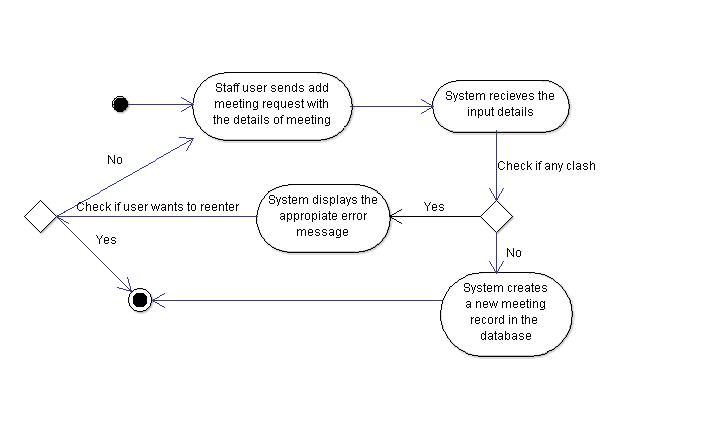 Staff user sends add
meeting request with
the details of meeting
System recieves the
input details
Check if any clash
No
Check if user wants to reenter
System displays the
appropiate error
message
Yes
Yes
No
System creates
a new meeting
record in the
database